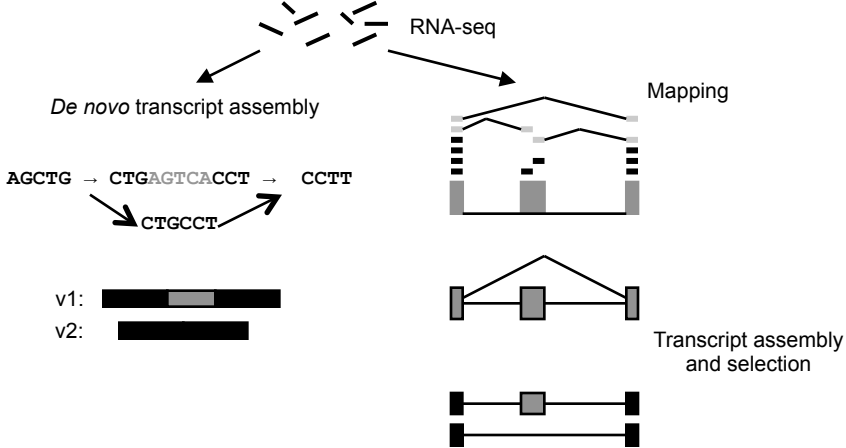 RNA-seq
De novo transcript assembly
Mapping
AGCTG → CTGAGTCACCT → CCTT
CTGCCT
v1:
v2:
Transcript assembly
and selection